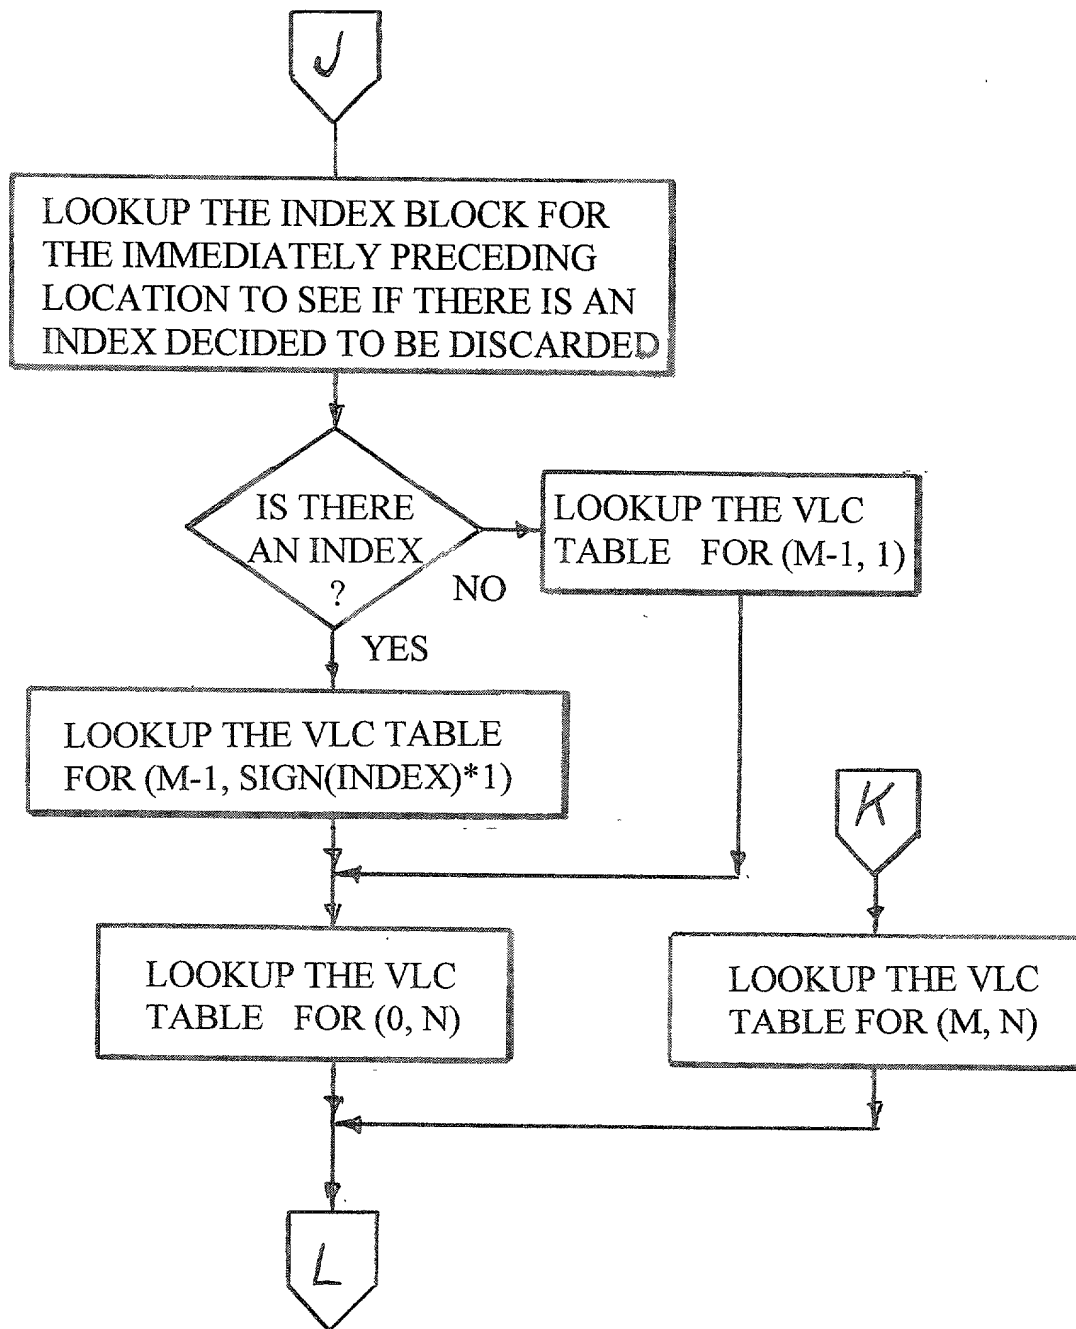 J
LOOKUP THE INDEX BLOCK FOR
THE IMMEDIATELY PRECEDING
LOCATION TO SEE IF THERE IS AN
INDEX DECIDED TO BE DISCARDED
IS THERE
AN INDEX
?
NO
LOOKUP THE VLC
TABLE FOR (M-1, 1)
YES
LOOKUP THE VLC TABLE
FOR (M-1, SIGN(INDEX)*1)
K
LOOKUP THE VLC
TABLE FOR (0, N)
LOOKUP THE VLC
TABLE FOR (M, N)
L